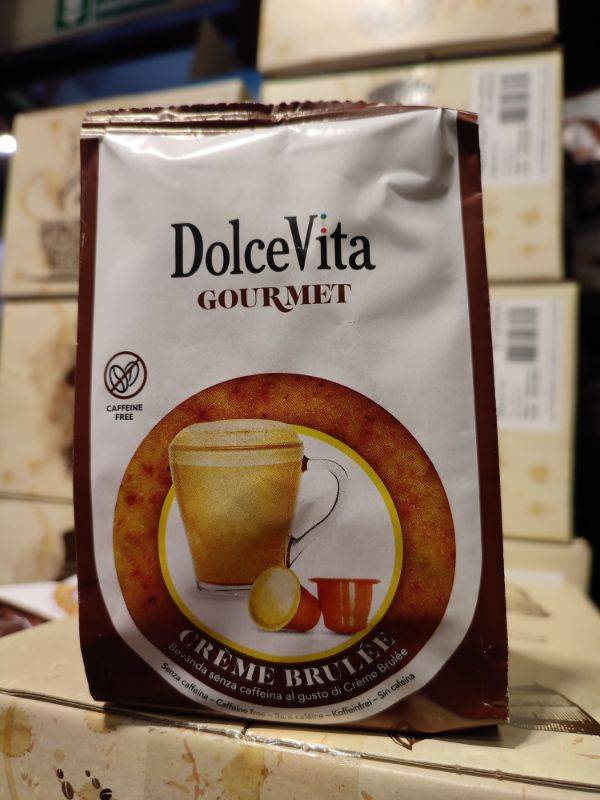 DolceVita
GOURMET
CAFFEINE
FREE
CRÈME BRULÉE
Bevanda senza caffeina al gusto di Crème Brulée
Senza caffeina – Caffeine free – Sans caféine – Koffeinfrei – Sin cafeina